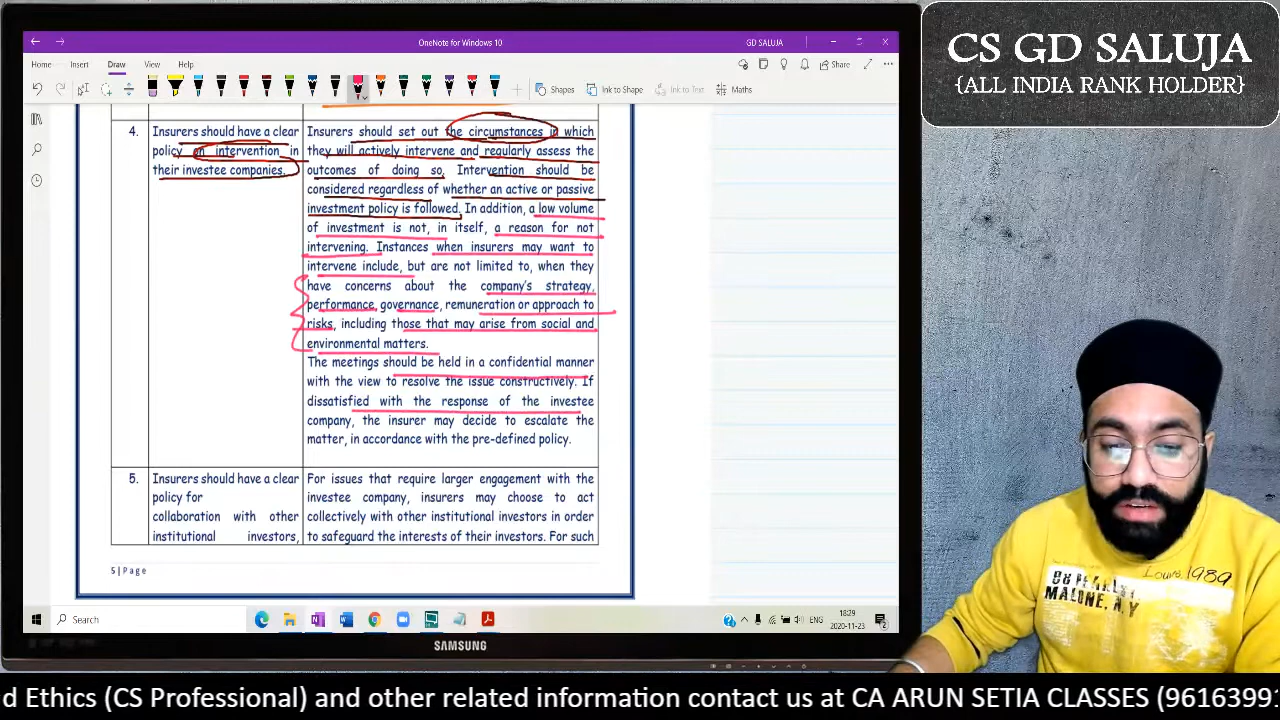 CS GD SALUJA
{ALL INDIA RANK HOLDER}
OneNote for Windows 10
GD SALUJA
Home
Insert
Draw
View
Help
Share
Shapes
Ink to Shape
Ink to Text
Maths
4.
Insurers should have a clear
policy on intervention in
their investee companies.
Insurers should set out the circumstances in which
they will actively intervene and regularly assess the
outcomes of doing so. Intervention should be
considered regardless of whether an active or passive
investment policy is followed. In addition, a low volume
of investment is not, in itself, a reason for not
intervening. Instances when insurers may want to
intervene include, but are not limited to, when they
have concerns about the company's strategy,
performance, governance, remuneration or approach to
risks, including those that may arise from social and
environmental matters.
The meetings should be held in a confidential manner
with the view to resolve the issue constructively. If
dissatisfied with the response of the investee
company, the insurer may decide to escalate the
matter, in accordance with the pre-defined policy.
5.
Insurers should have a clear
policy for
collaboration with other
institutional investors,
For issues that require larger engagement with the
investee company, insurers may choose to act
collectively with other institutional investors in order
to safeguard the interests of their investors. For such
5 | Page
Search
ENG
18:29
2020-11-23
SAMSUNG
Louis 1989
MALONE, N.Y
d Ethics (CS Professional) and other related information contact us at CA ARUN SETIA CLASSES (9616399